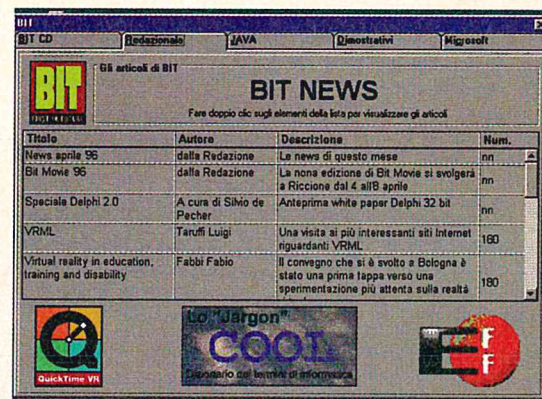 BIT
BIT CD
Redazionale
JAVA
Dimostrativi
Microsoft
Gli articoli di BIT
BIT
BIT NEWS
Fare doppio clic sugli elementi della lista per visualizzare gli articoli
Titolo Autore Descrizione Num.
News aprile '96 dalla Redazione Le news di questo mese nn
Bit Movie '96 dalla Redazione La nona edizione di Bit Movie si svolgerà
a Riccione dal 4 all'8 aprile nn
Speciale Delphi 2.0 A cura di Silvio de Anteprima white paper Delphi 32 bit
Pecher nn
VRML Taruffi Luigi Una visita ai più interessanti siti Internet
riguardanti VRML 180
Virtual reality in education, Fabbi Fabio Il convegno che si è svolto a Bologna è
training and disability stato una prima tappa verso una
sperimentazione più attenta sulla realtà 180
QuickTime VR
Lo "Jargon"
COOL
Dizionario dei termini di informatica
E
F
F